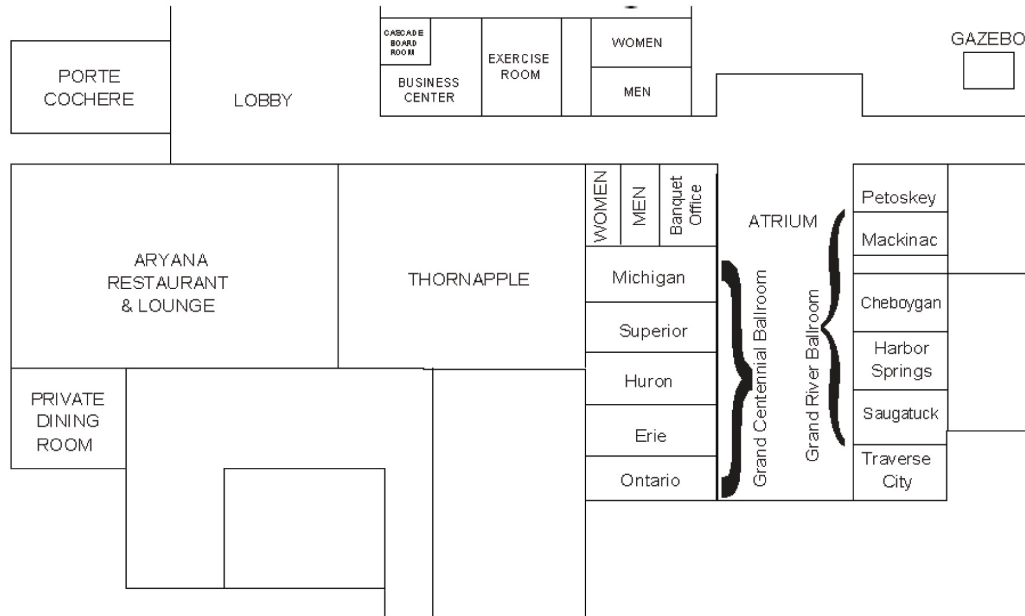 CASCADE
BOARD
ROOM
BUSINESS
CENTER
EXERCISE
ROOM
WOMEN
MEN
GAZEBO
PORTE
COCHERE
LOBBY
ARYANA
RESTAURANT
& LOUNGE
THORNAPPLE
WOMEN
MEN
Banquet
Office
ATRIUM
Petoskey
Mackinac
Michigan
Superior
Huron
Erie
Ontario
Grand Centennial Ballroom
Grand River Ballroom
Cheboygan
Harbor
Springs
Saugatuck
Traverse
City
PRIVATE
DINING
ROOM